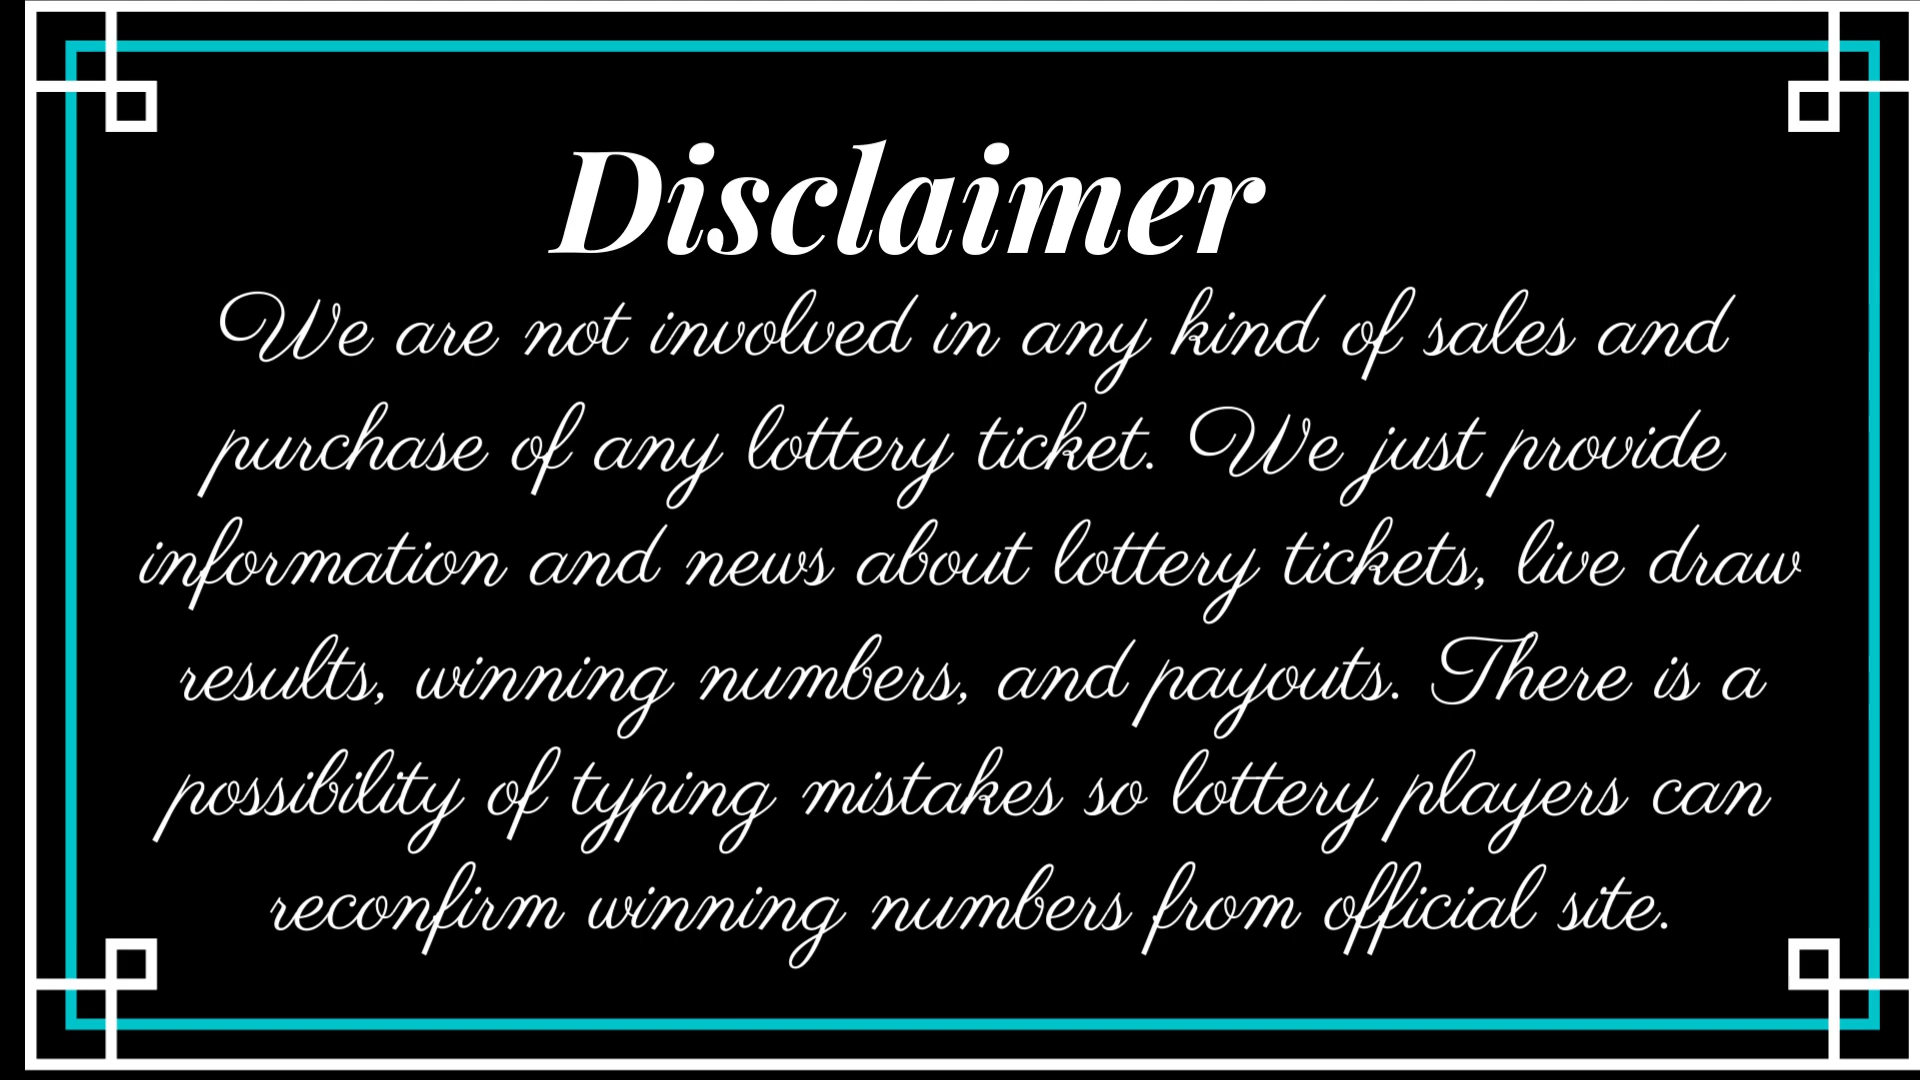 Disclaimer
We are not involved in any kind of sales and
purchase of any lottery ticket. We just provide
information and news about lottery tickets, live draw
results, winning numbers, and payouts. There is a
possibility of typing mistakes so lottery players can
reconfirm winning numbers from official site.